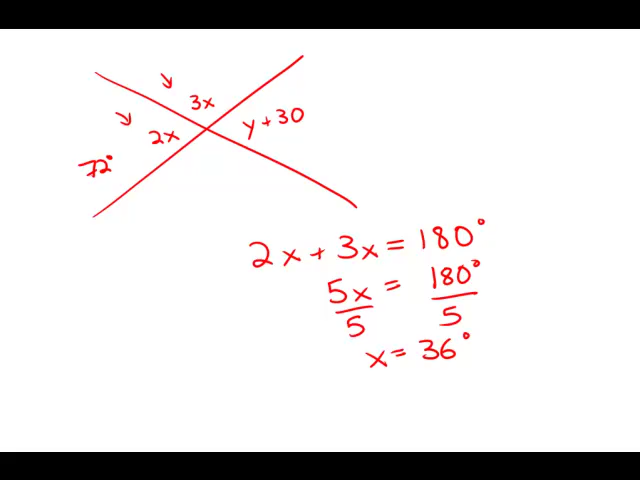 3x
y+30
2x
72°
2x + 3x = 180°
5x = 180°
5 5
x = 36°